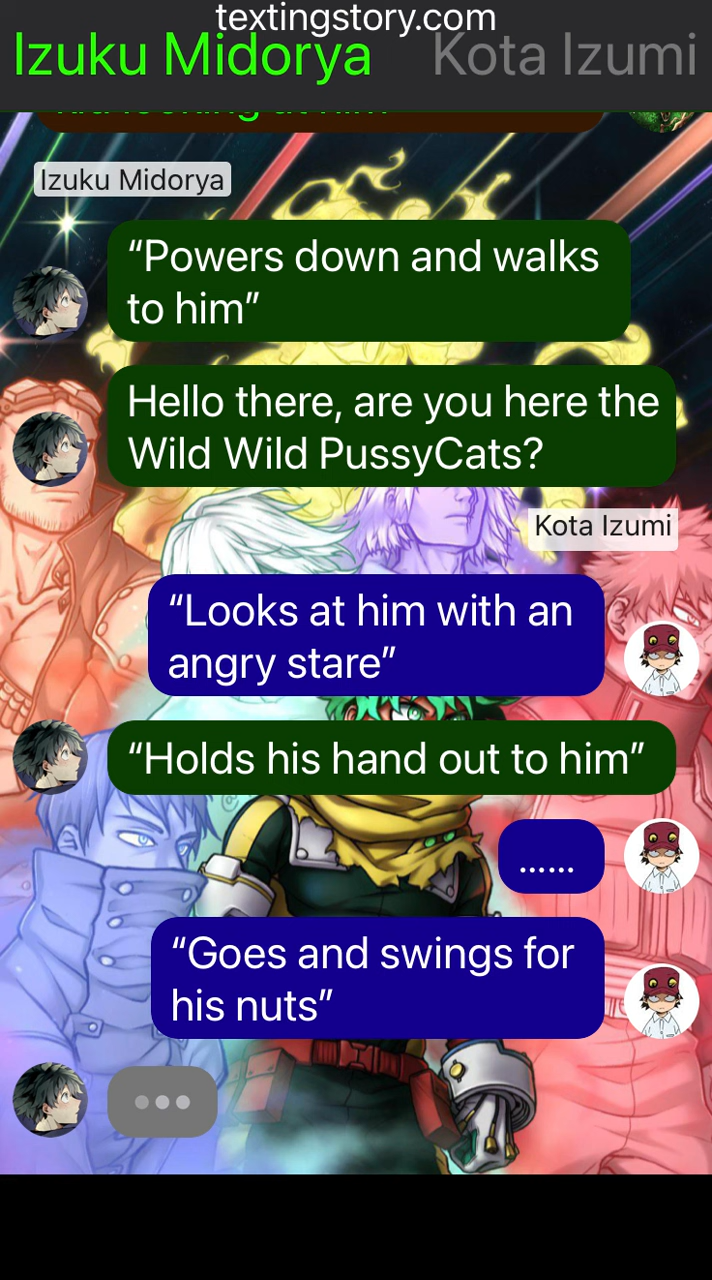 textingstory.com
Izuku Midorya
Kota Izumi
Izuku Midorya
“Powers down and walks
to him”
Hello there, are you here the
Wild Wild PussyCats?
Kota Izumi
“Looks at him with an
angry stare”
“Holds his hand out to him”
......
“Goes and swings for
his nuts”